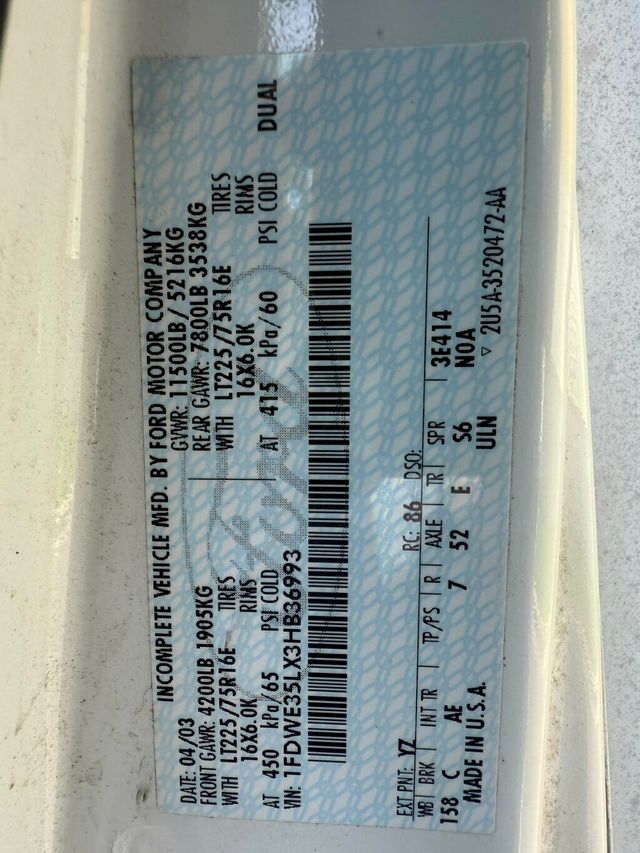 INCOMPLETE VEHICLE MFD. BY FORD MOTOR COMPANY
DATE: 04/03 GVWR: 11500LB / 5216KG
FRONT GAWR: 4200LB 1905KG REAR GAWR: 7800LB 3538KG
WITH LT225/75R16E TIRES WITH LT225/75R16E TIRES
16X6.0K RIMS 16X6.0K RIMS
AT 450 kPa/65 PSI COLD AT 415 kPa/60 PSI COLD DUAL
VIN: 1FDWE35LX3HB36993
Ford
EXT PNT: YZ RC: 86 DSO:
WB BRK INT TR TP/PS R AXLE TR SPR 3E414
158 C AE 7 52 E S6 NOA
MADE IN U.S.A. ULN ▽ 2U5A-3520472-AA